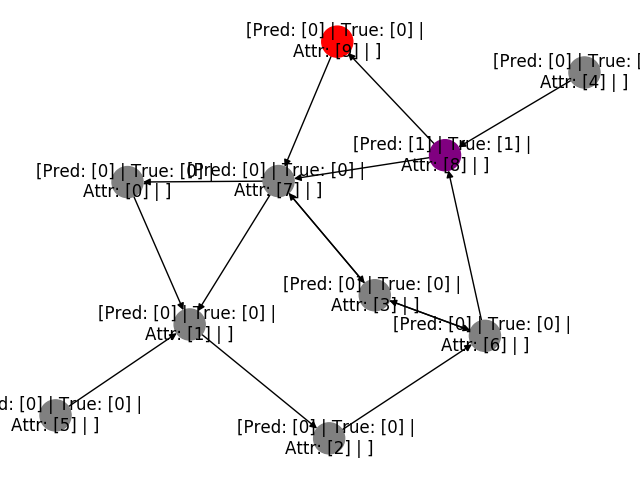 [Pred: [0] | True: [0] |
Attr: [9] | ]
[Pred: [0] | True: [
Attr: [4] | ]
[Pred: [1] | True: [1] |
Attr: [8] | ]
[Pred: [0] | True: [0] |
Attr: [0] | ]
[Pred: [0] | True: [0] |
Attr: [7] | ]
[Pred: [0] | True: [0] |
Attr: [3] | ]
[Pred: [0] | True: [0] |
Attr: [1] | ]
[Pred: [0] | True: [0] |
Attr: [6] | ]
d: [0] | True: [0] |
Attr: [5] | ]
[Pred: [0] | True: [0] |
Attr: [2] | ]